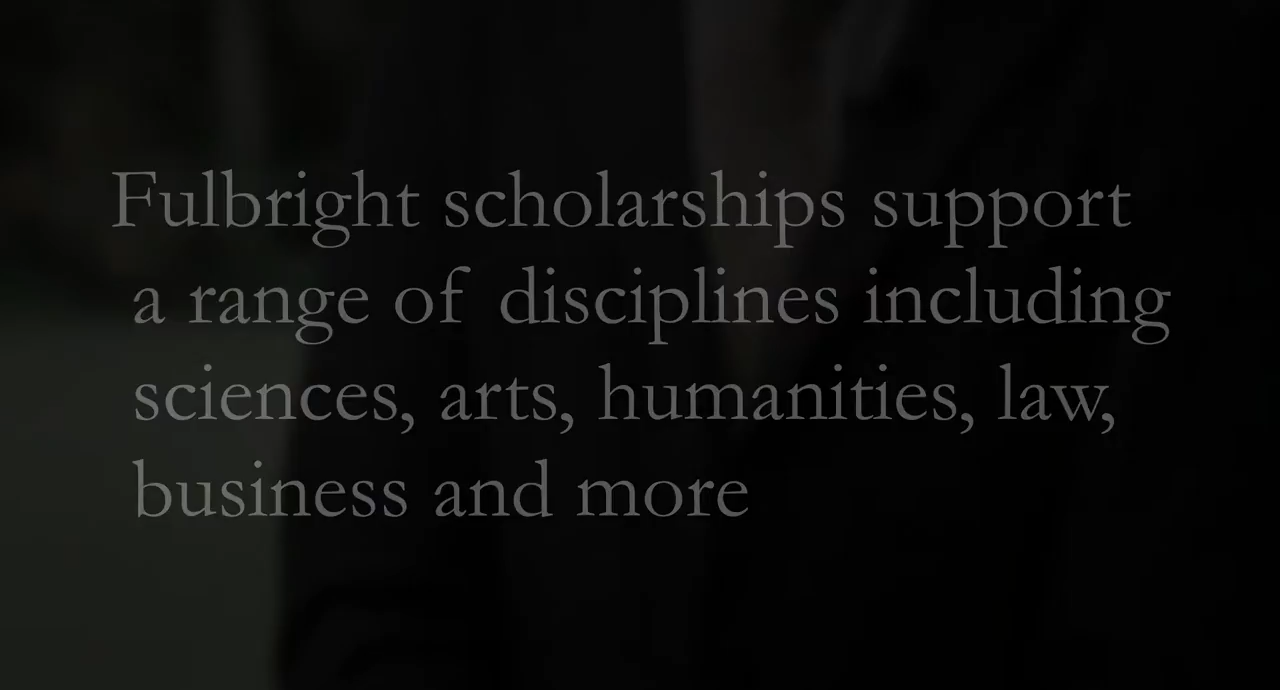 Fulbright scholarships support
a range of disciplines including
sciences, arts, humanities, law,
business and more